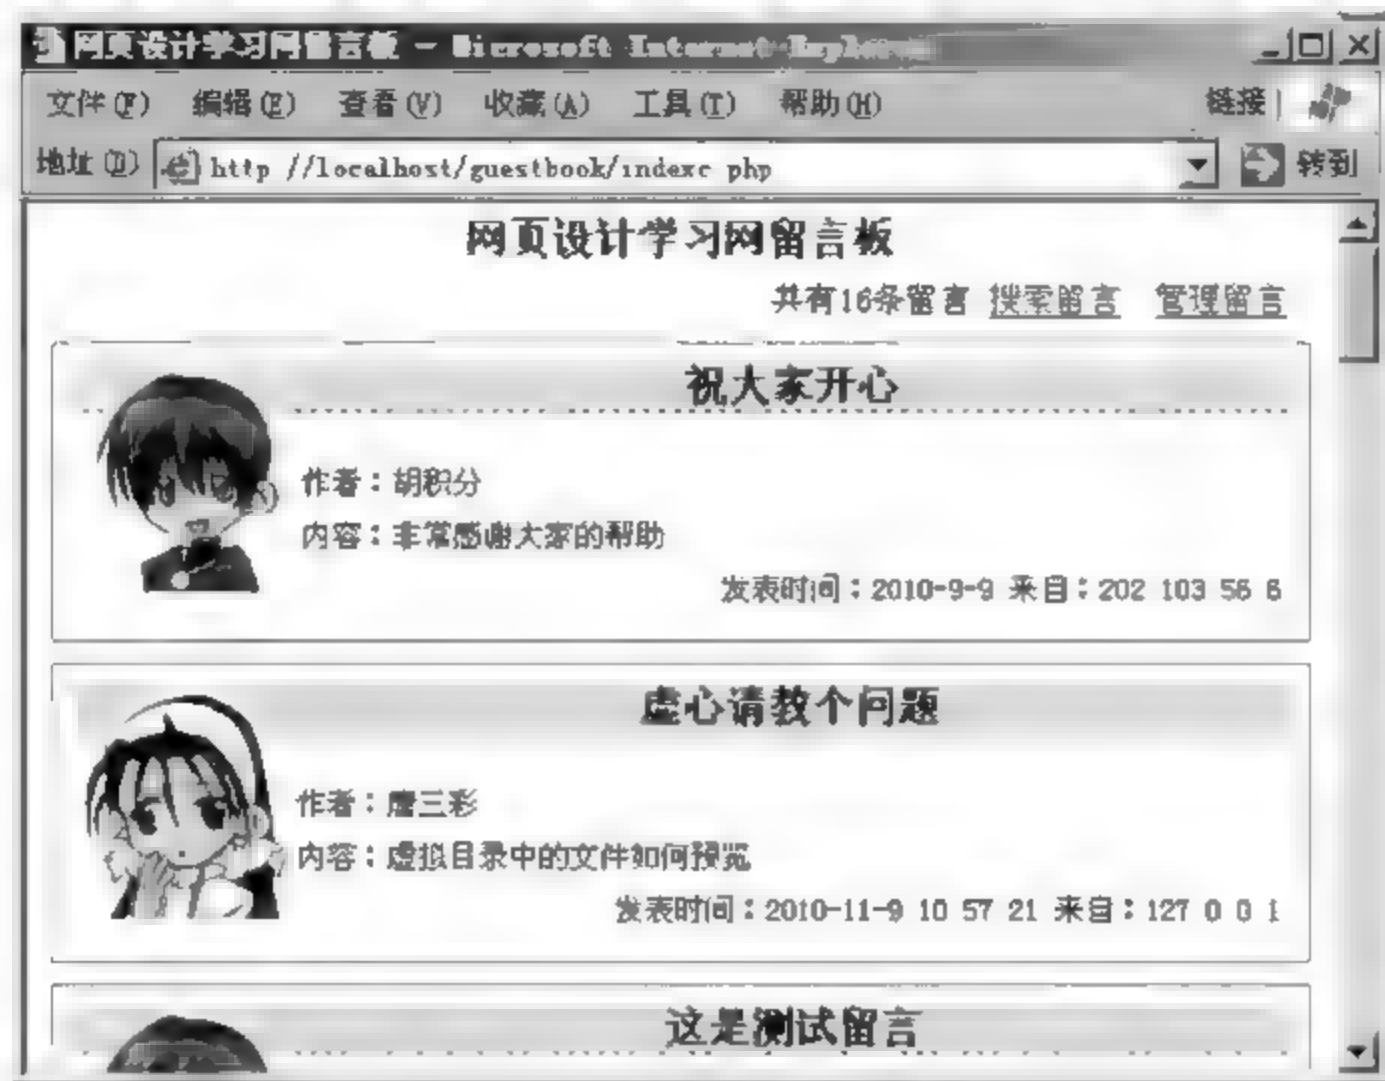 网页设计学习网留言板 - Microsoft Internet Explorer
文件(F) 编辑(E) 查看(V) 收藏(A) 工具(T) 帮助(H) 链接
地址(D) http //localhost/guestbook/indexc php 转到
网页设计学习网留言板
共有16条留言 搜索留言 管理留言
祝大家开心
作者：胡积分
内容：非常感谢大家的帮助
发表时间：2010-9-9 来自：202 103 56 6
虚心请教个问题
作者：唐三彩
内容：虚拟目录中的文件如何预览
发表时间：2010-11-9 10 57 21 来自：127 0 0 1
这是测试留言